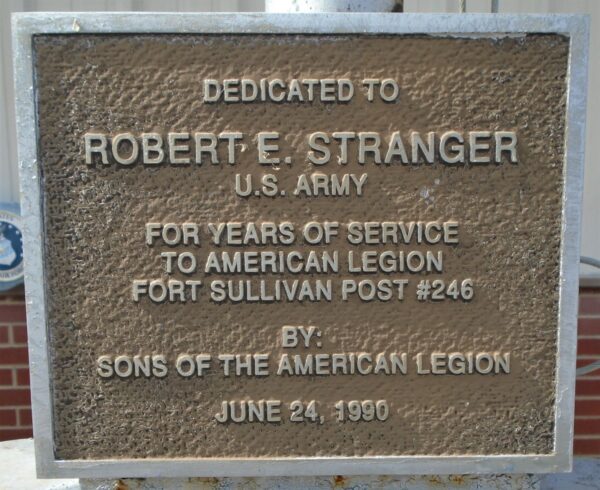 DEDICATED TO
ROBERT E. STRANGER
U.S. ARMY
FOR YEARS OF SERVICE
TO AMERICAN LEGION
FORT SULLIVAN POST #246
BY:
SONS OF THE AMERICAN LEGION
JUNE 24, 1990